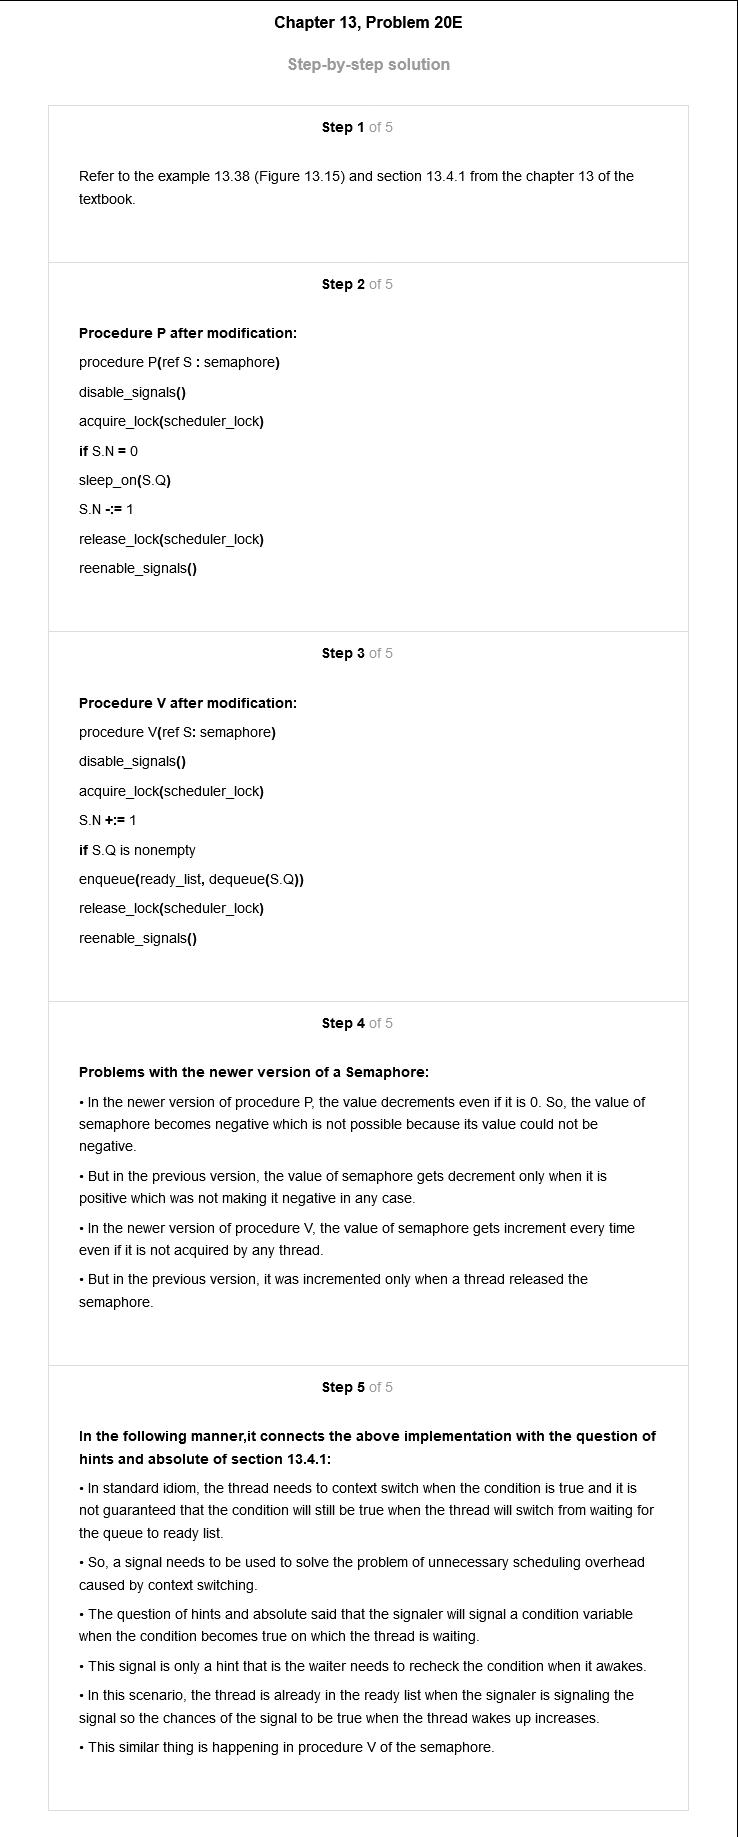 Chapter 13, Problem 20E
Step-by-step solution
Step 1 of 5
Refer to the example 13.38 (Figure 13.15) and section 13.4.1 from the chapter 13 of the
textbook.
Step 2 of 5
Procedure P after modification:
procedure P(ref S : semaphore)
disable_signals()
acquire_lock(scheduler_lock)
if S.N = 0
sleep_on(S.Q)
S.N -:= 1
release_lock(scheduler_lock)
reenable_signals()
Step 3 of 5
Procedure V after modification:
procedure V(ref S: semaphore)
disable_signals()
acquire_lock(scheduler_lock)
S.N +:= 1
if S.Q is nonempty
enqueue(ready_list, dequeue(S.Q))
release_lock(scheduler_lock)
reenable_signals()
Step 4 of 5
Problems with the newer version of a Semaphore:
• In the newer version of procedure P, the value decrements even if it is 0. So, the value of
semaphore becomes negative which is not possible because its value could not be
negative.
• But in the previous version, the value of semaphore gets decrement only when it is
positive which was not making it negative in any case.
• In the newer version of procedure V, the value of semaphore gets increment every time
even if it is not acquired by any thread.
• But in the previous version, it was incremented only when a thread released the
semaphore.
Step 5 of 5
In the following manner,it connects the above implementation with the question of
hints and absolute of section 13.4.1:
• In standard idiom, the thread needs to context switch when the condition is true and it is
not guaranteed that the condition will still be true when the thread will switch from waiting for
the queue to ready list.
• So, a signal needs to be used to solve the problem of unnecessary scheduling overhead
caused by context switching.
• The question of hints and absolute said that the signaler will signal a condition variable
when the condition becomes true on which the thread is waiting.
• This signal is only a hint that is the waiter needs to recheck the condition when it awakes.
• In this scenario, the thread is already in the ready list when the signaler is signaling the
signal so the chances of the signal to be true when the thread wakes up increases.
• This similar thing is happening in procedure V of the semaphore.